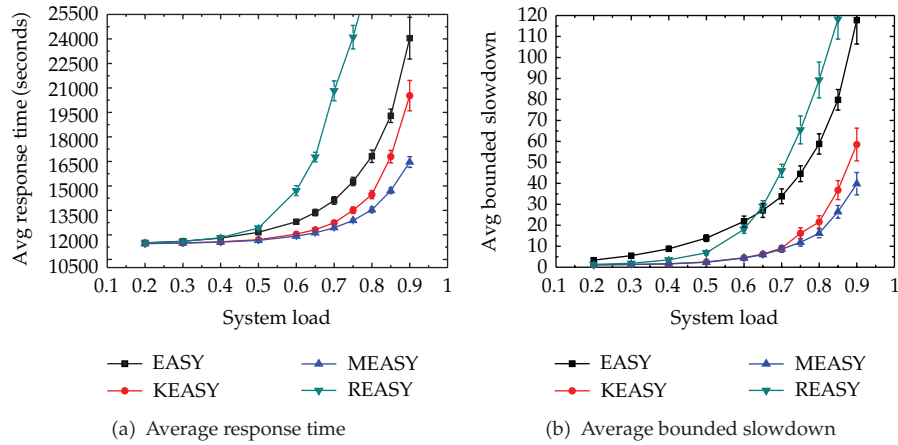 25500
24000
22500
21000
19500
18000
16500
15000
13500
12000
10500
0.1 0.2 0.3 0.4 0.5 0.6 0.7 0.8 0.9 1
Avg response time (seconds)
System load
EASY
KEASY
MEASY
REASY
(a) Average response time
120
110
100
90
80
70
60
50
40
30
20
10
0
0.1 0.2 0.3 0.4 0.5 0.6 0.7 0.8 0.9 1
Avg bounded slowdown
System load
EASY
KEASY
MEASY
REASY
(b) Average bounded slowdown